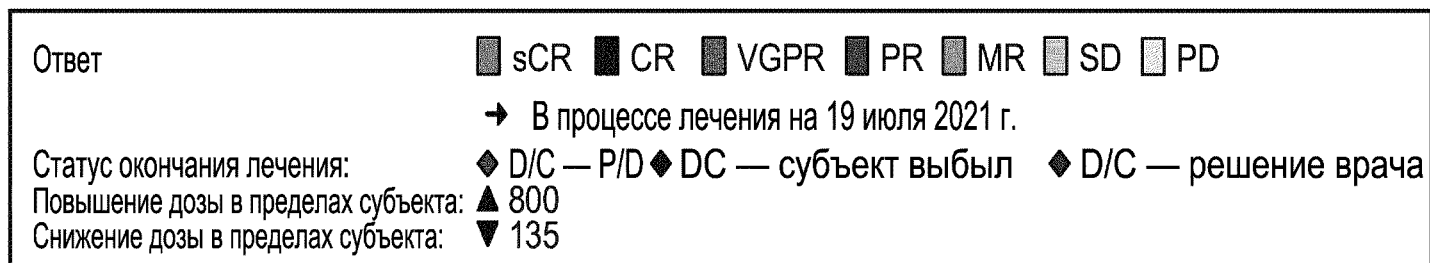 Ответ sCR CR VGPR PR MR SD PD
→ В процессе лечения на 19 июля 2021 г.
Статус окончания лечения: ◆ D/C — P/D ◆ DC — субъект выбыл ◆ D/C — решение врача
Повышение дозы в пределах субъекта: ▲ 800
Снижение дозы в пределах субъекта: ▼ 135